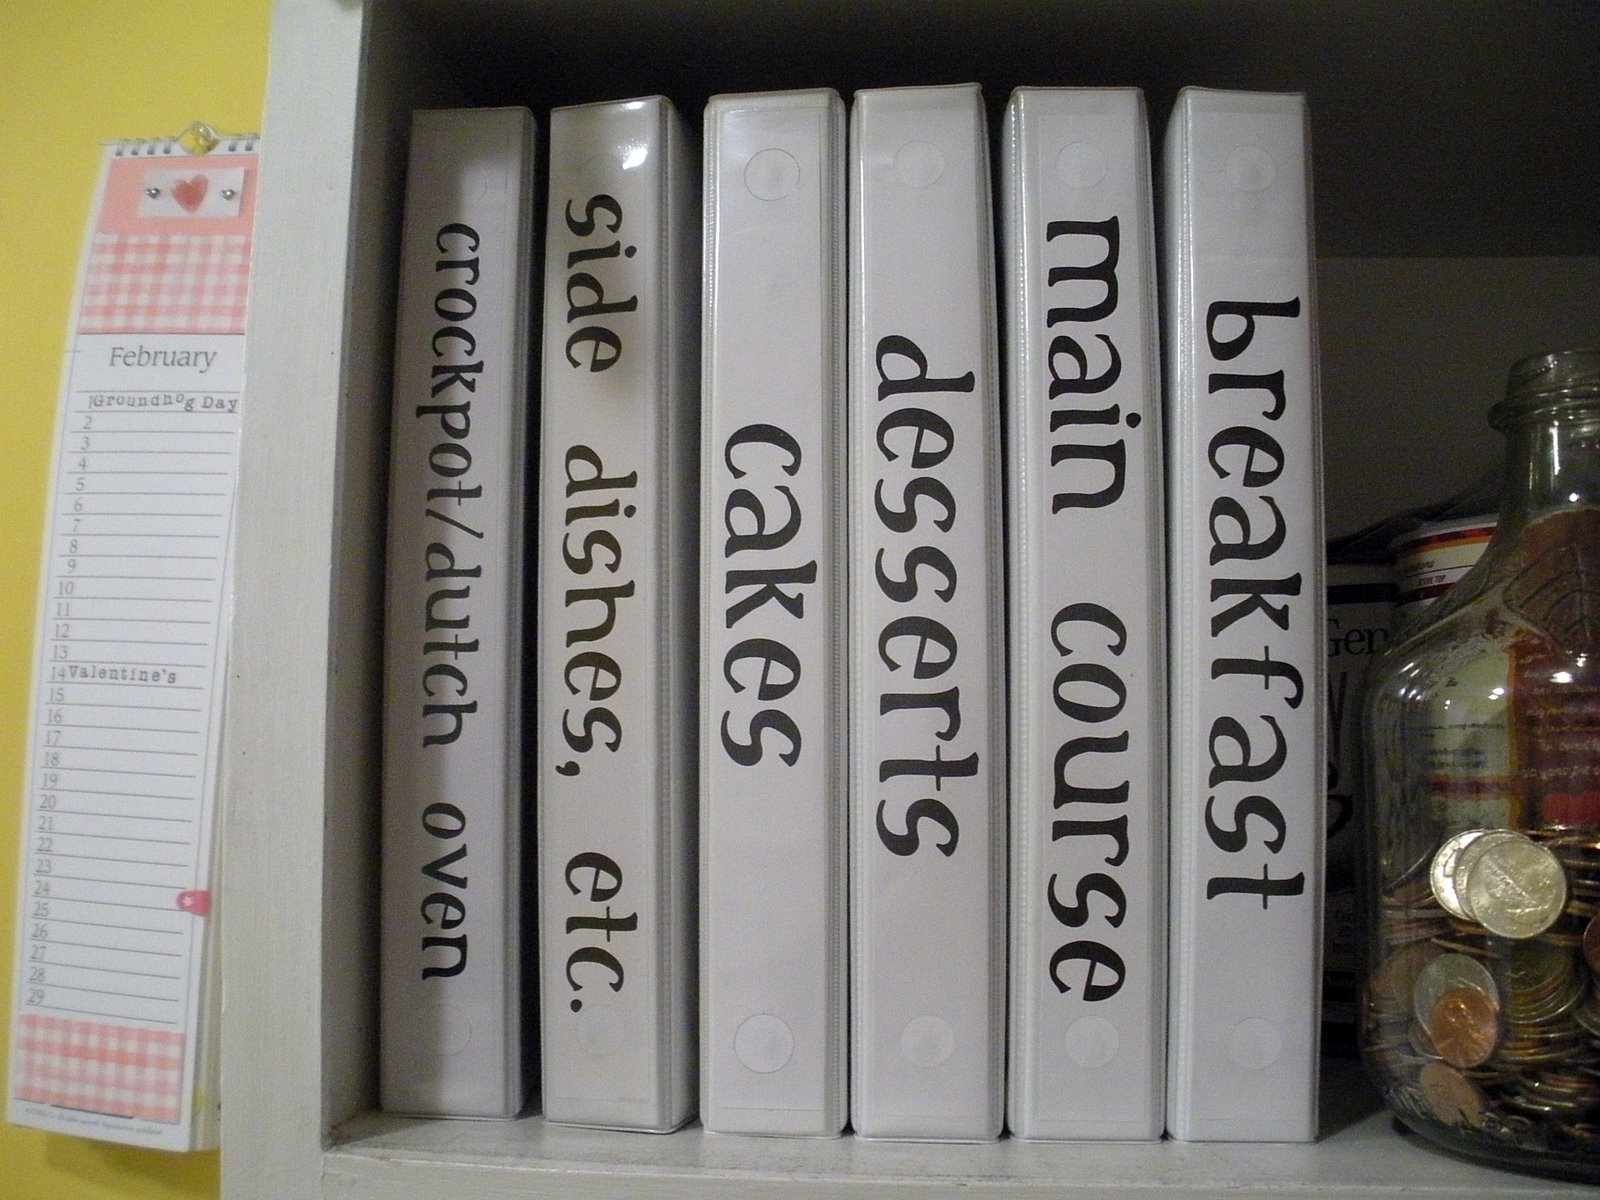 February
1 Groundhog Day
2
3
4
5
6
7
8
9
10
11
12
13
14 Valentine's
15
16
17
18
19
20
21
22
23
24
25
26
27
28
29
crockpot/dutch oven
side dishes, etc.
cakes
desserts
main course
breakfast
Ger